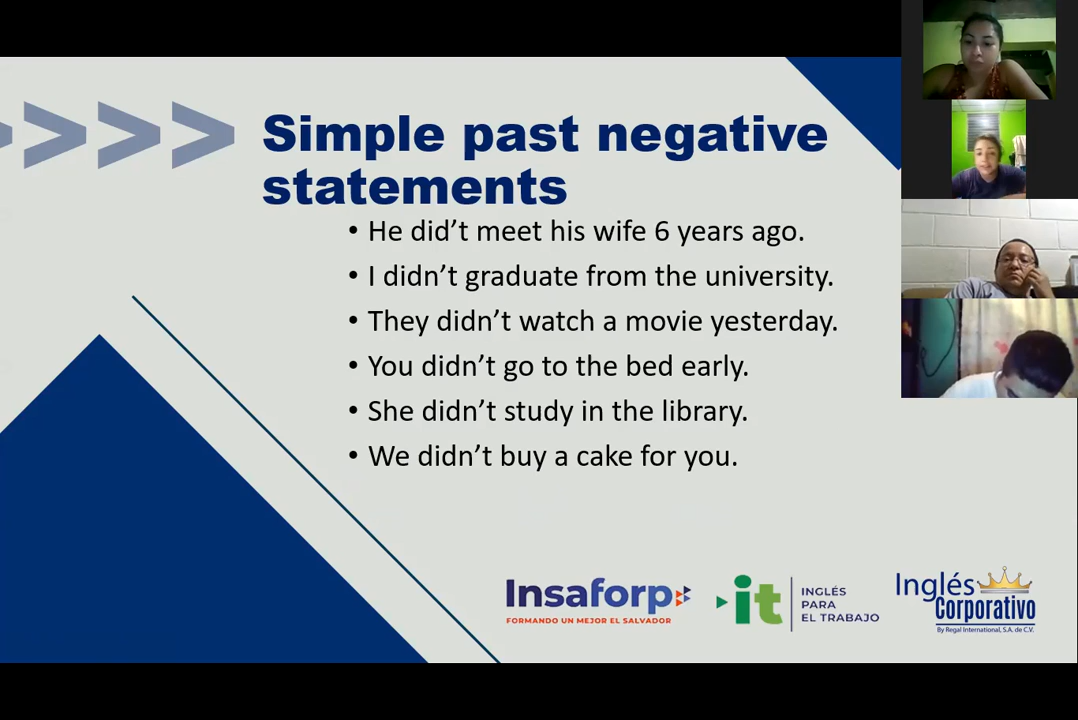 Simple past negative
statements
• He did’t meet his wife 6 years ago.
• I didn’t graduate from the university.
• They didn’t watch a movie yesterday.
• You didn’t go to the bed early.
• She didn’t study in the library.
• We didn’t buy a cake for you.
Insaforp
FORMANDO UN MEJOR EL SALVADOR
it
INGLÉS
PARA
EL TRABAJO
Inglés
Corporativo
By Regal International, S.A. de C.V.